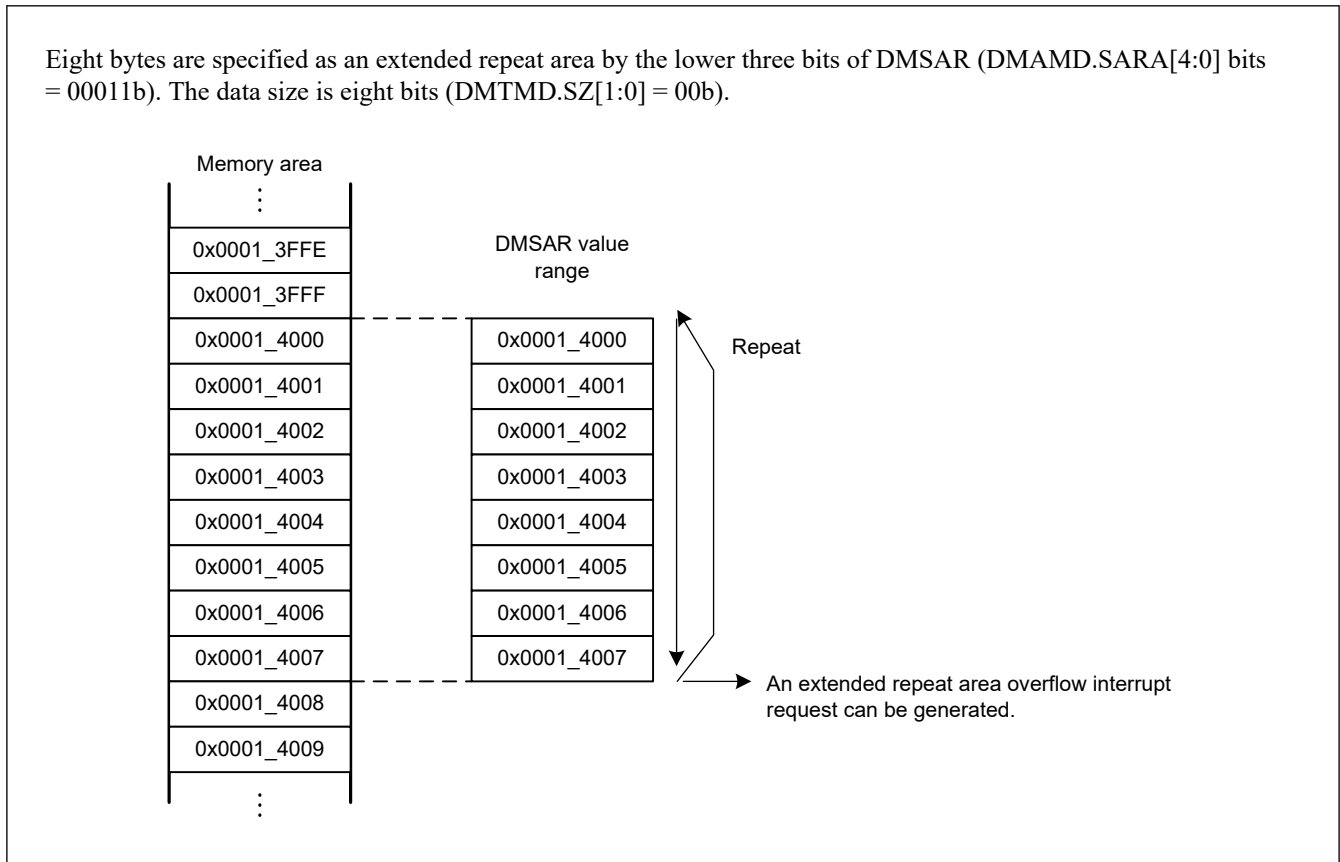 Eight bytes are specified as an extended repeat area by the lower three bits of DMSAR (DMAMD.SARA[4:0] bits
= 00011b). The data size is eight bits (DMTMD.SZ[1:0] = 00b).
Memory area
0x0001_3FFE
0x0001_3FFF
0x0001_4000
0x0001_4001
0x0001_4002
0x0001_4003
0x0001_4004
0x0001_4005
0x0001_4006
0x0001_4007
0x0001_4008
0x0001_4009
DMSAR value
range
0x0001_4000
0x0001_4001
0x0001_4002
0x0001_4003
0x0001_4004
0x0001_4005
0x0001_4006
0x0001_4007
Repeat
An extended repeat area overflow interrupt
request can be generated.